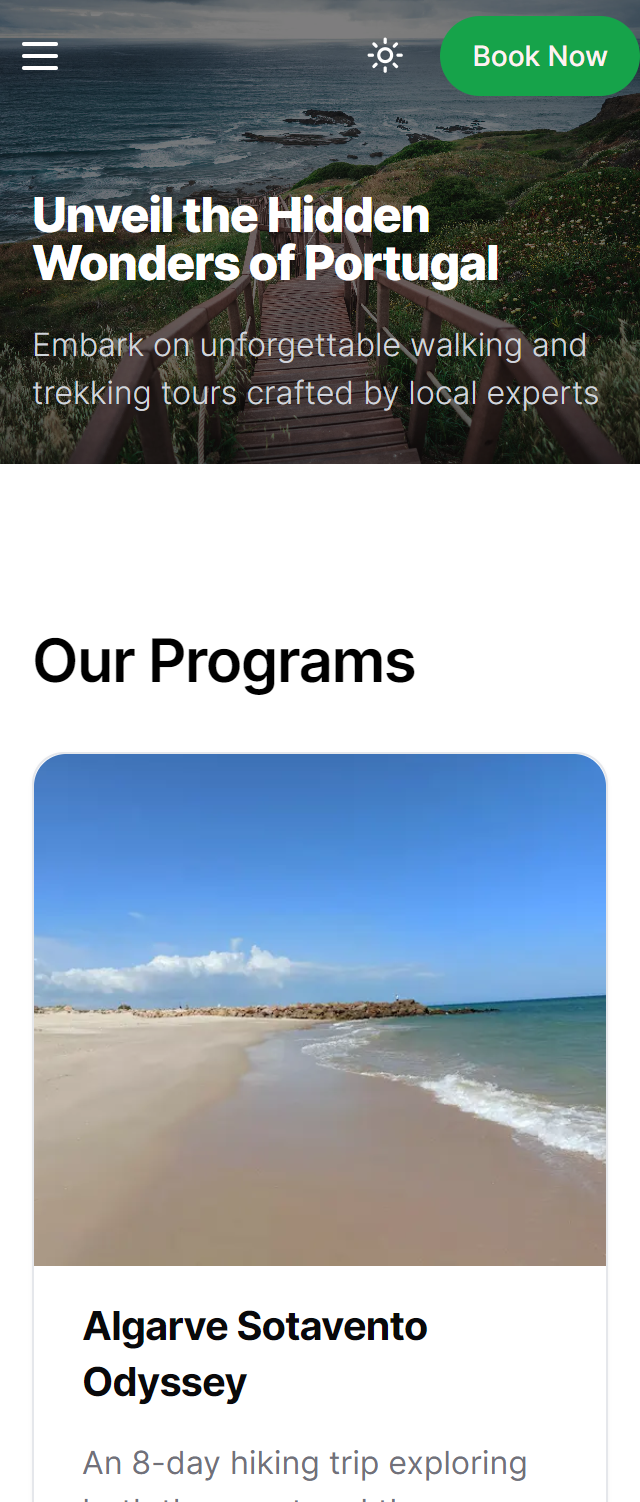 Book Now
Unveil the Hidden
Wonders of Portugal
Embark on unforgettable walking and
trekking tours crafted by local experts
Our Programs
Algarve Sotavento
Odyssey
An 8-day hiking trip exploring